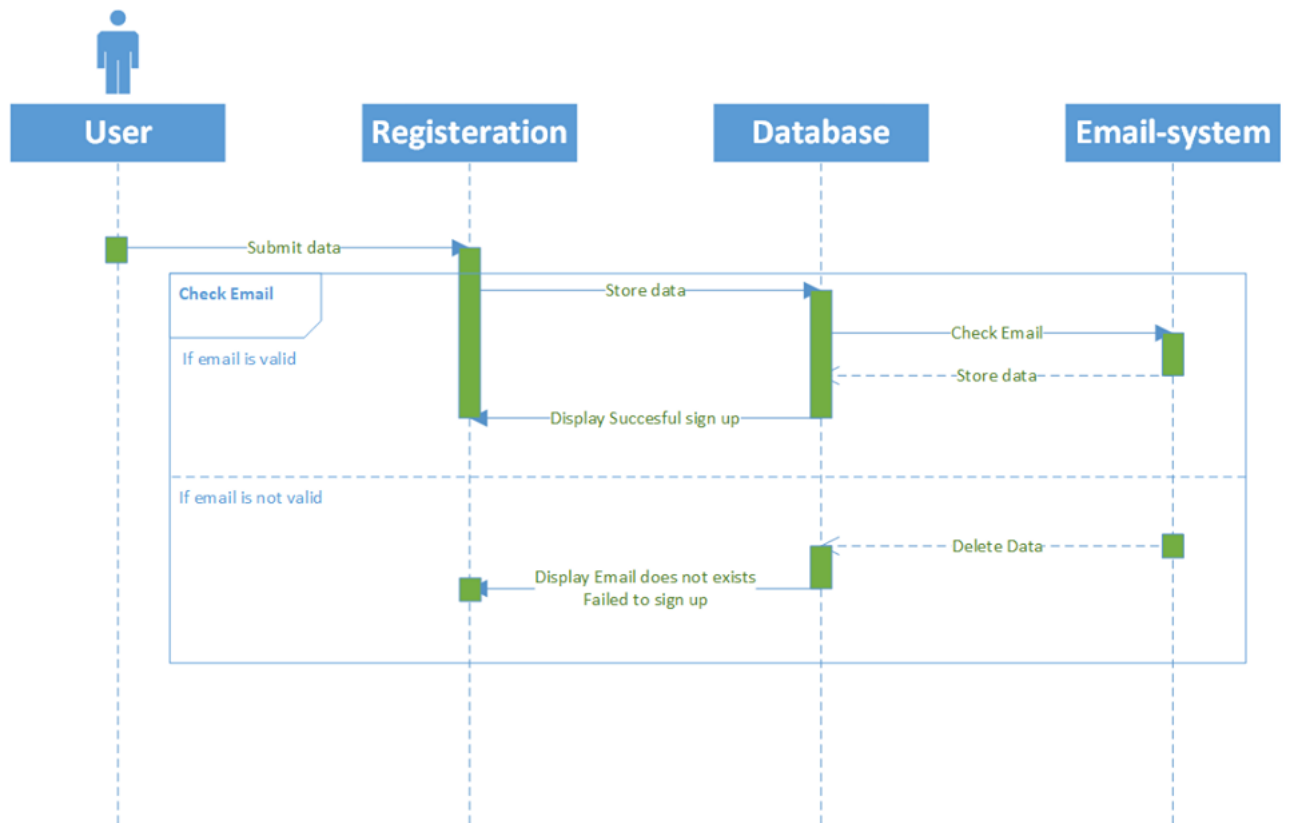 User
Registeration
Database
Email-system
Submit data
Check Email
Store data
Check Email
If email is valid
Store data
Display Succesful sign up
If email is not valid
Delete Data
Display Email does not exists
Failed to sign up